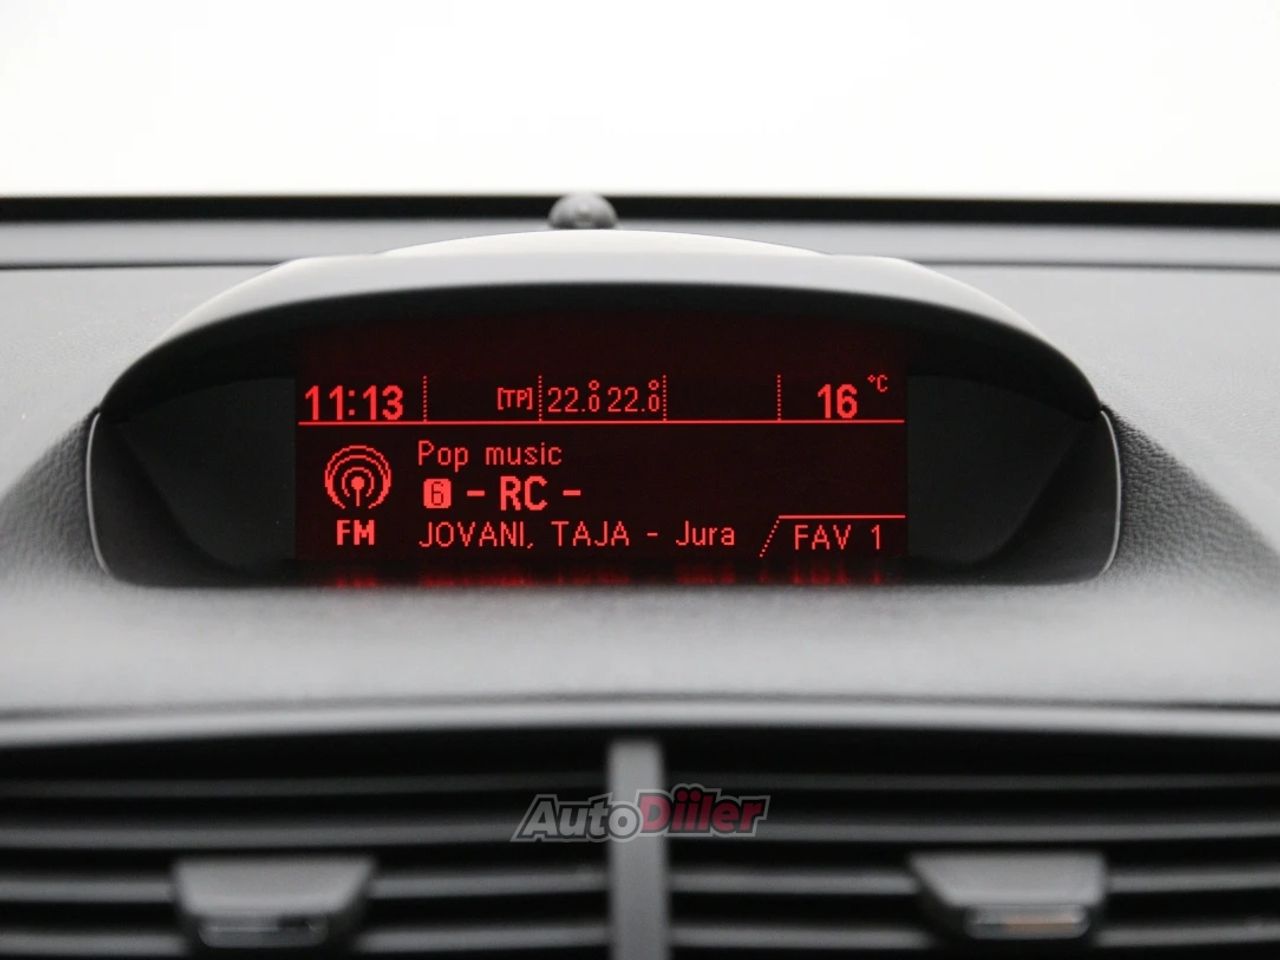 11:13 [TP] 22.0° 22.0° 16 °C
Pop music
6 - RC -
FM JOVANI, TAJA - Jura FAV 1
AutoDiiler